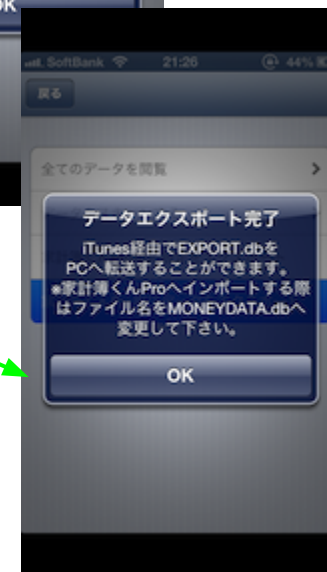 OK
SoftBank 21:26 44%
戻る
全てのデータを閲覧
データエクスポート完了
iTunes経由でEXPORT.dbを
PCへ転送することができます。
*家計簿くんProへインポートする際
はファイル名をMONEYDATA.dbへ
変更して下さい。
OK